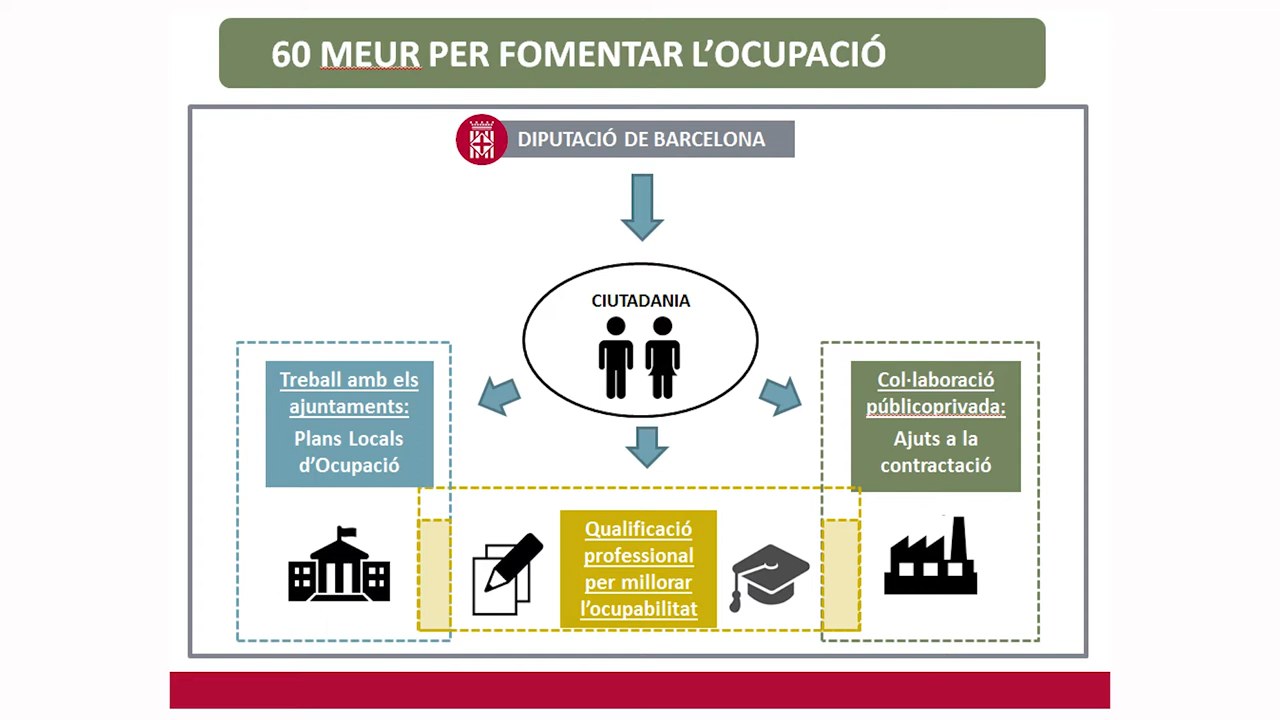 60 MEUR PER FOMENTAR L’OCUPACIÓ
DIPUTACIÓ DE BARCELONA
CIUTADANIA
Treball amb els
ajuntaments:
Plans Locals
d’Ocupació
Col·laboració
públicoprivada:
Ajuts a la
contractació
Qualificació
professional
per millorar
l’ocupabilitat